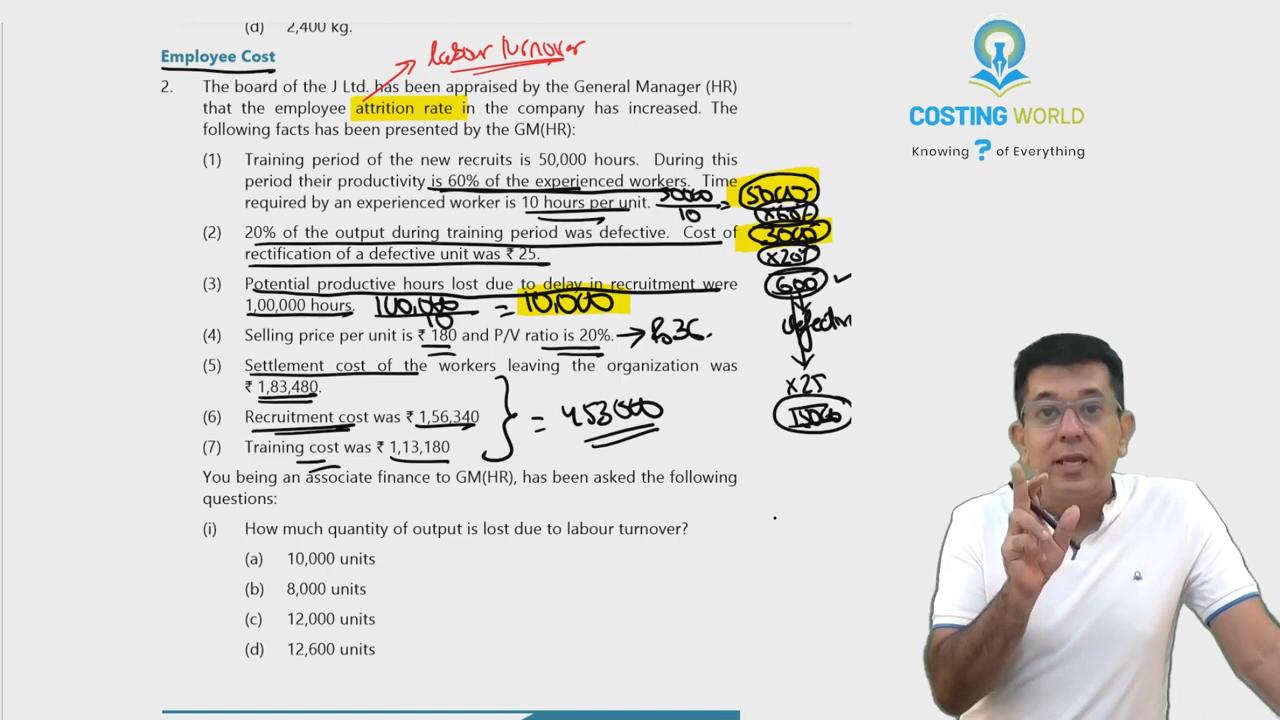 (d) 2,400 kg.
Employee Cost
labour turnover
2. The board of the J Ltd. has been appraised by the General Manager (HR)
that the employee attrition rate in the company has increased. The
following facts has been presented by the GM(HR):
(1) Training period of the new recruits is 50,000 hours. During this
period their productivity is 60% of the experienced workers. Time
required by an experienced worker is 10 hours per unit.
50000
10
=
5000
×60%
(2) 20% of the output during training period was defective. Cost of
rectification of a defective unit was ₹ 25.
3000
×20%
(3) Potential productive hours lost due to delay in recruitment were
1,00,000 hours. 100,000
10
= 10,000
600
defective
(4) Selling price per unit is ₹ 180 and P/V ratio is 20%. → Rs36.
(5) Settlement cost of the workers leaving the organization was
₹ 1,83,480.
×25
15000
(6) Recruitment cost was ₹ 1,56,340
(7) Training cost was ₹ 1,13,180
= 453000
You being an associate finance to GM(HR), has been asked the following
questions:
(i) How much quantity of output is lost due to labour turnover?
(a) 10,000 units
(b) 8,000 units
(c) 12,000 units
(d) 12,600 units
COSTING WORLD
Knowing ? of Everything